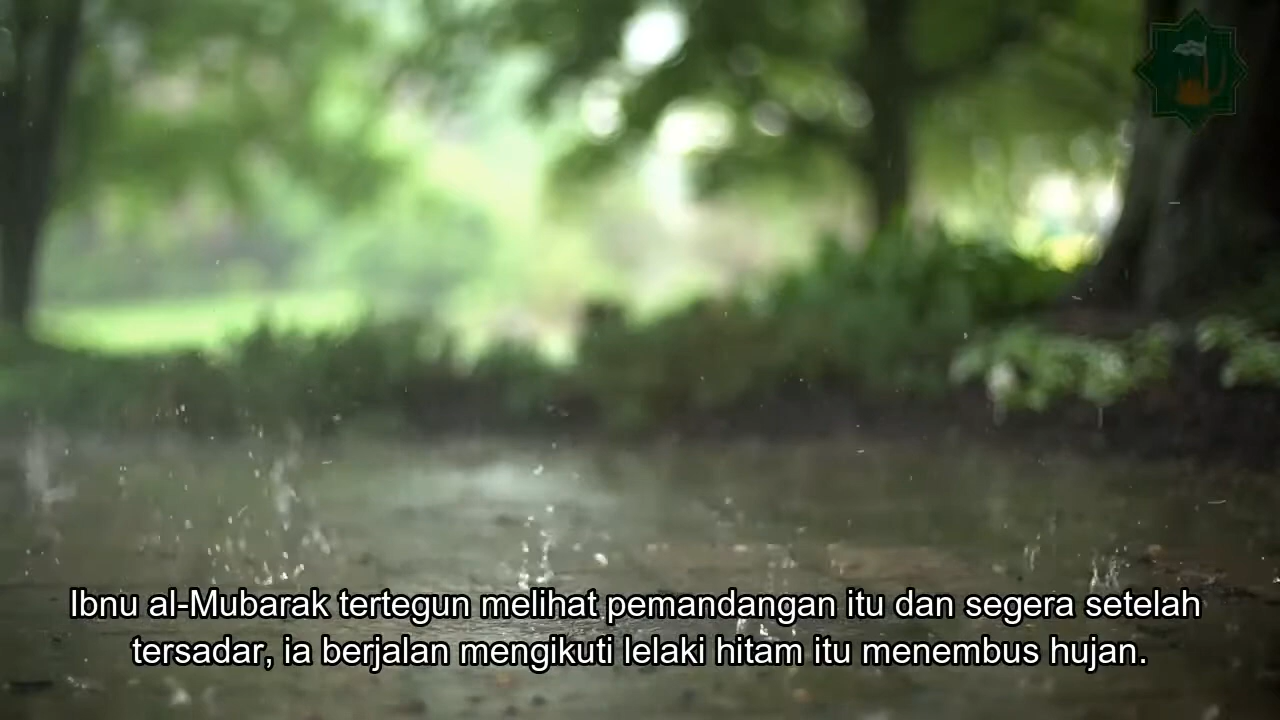 Ibnu al-Mubarak tertegun melihat pemandangan itu dan segera setelah
tersadar, ia berjalan mengikuti lelaki hitam itu menembus hujan.